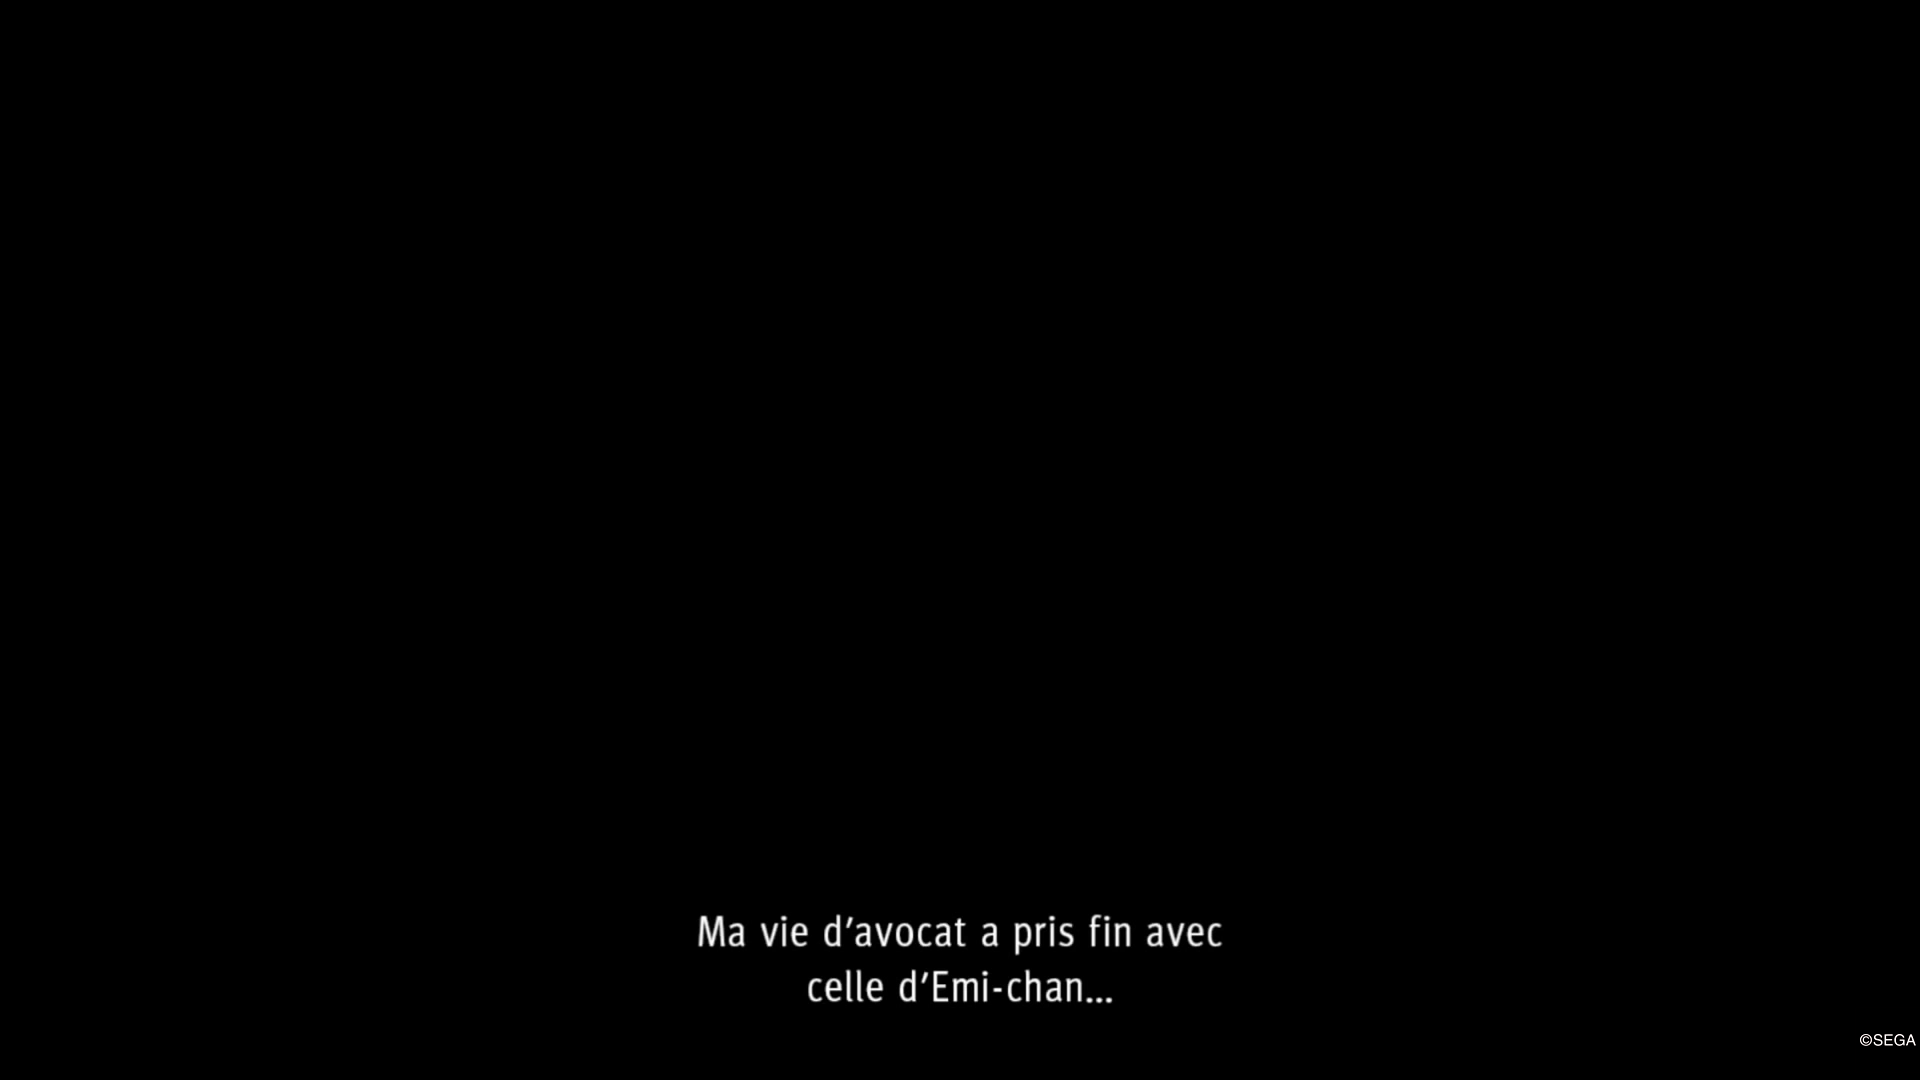 Ma vie d’avocat a pris fin avec
celle d’Emi-chan...
©SEGA